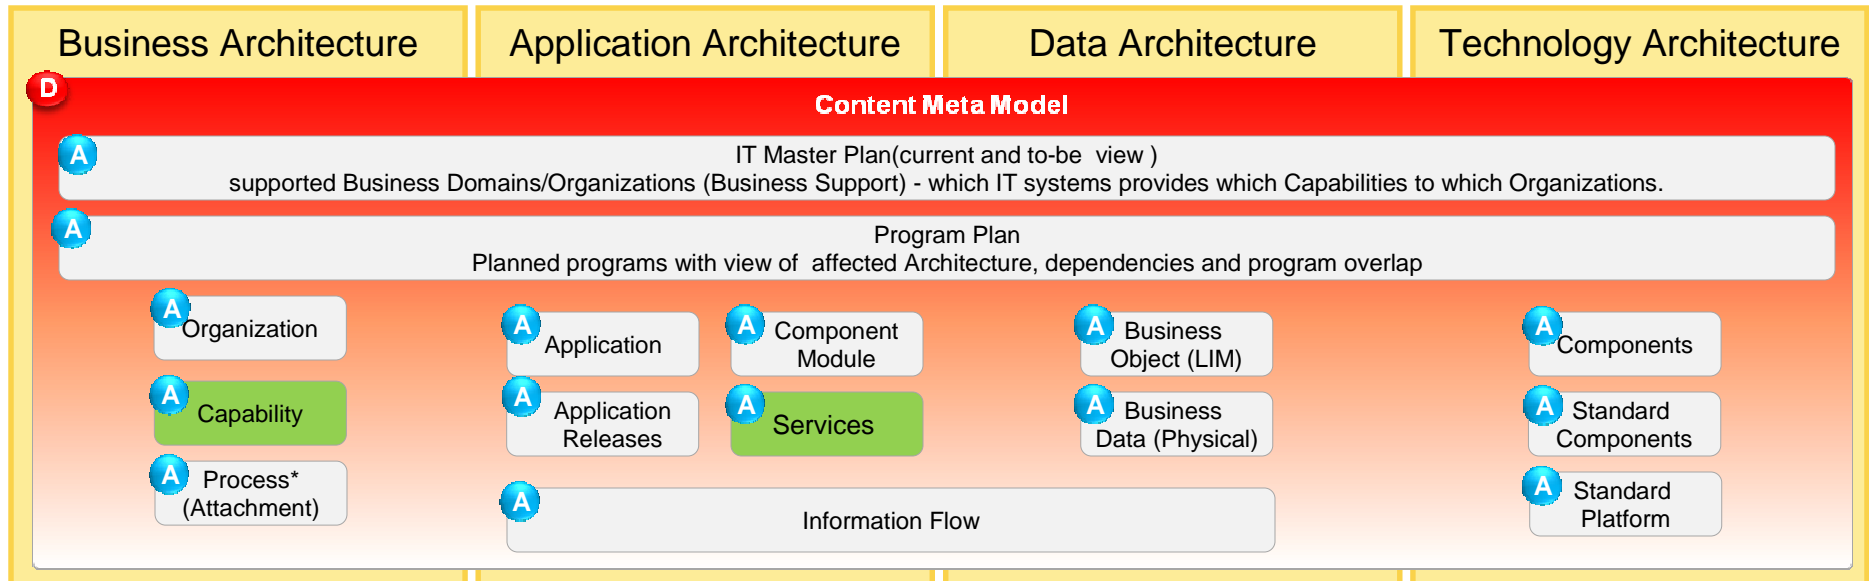 Business Architecture
Application Architecture
Data Architecture
Technology Architecture
D
Content Meta Model
A
IT Master Plan(current and to-be view )
supported Business Domains/Organizations (Business Support) - which IT systems provides which Capabilities to which Organizations.
A
Program Plan
Planned programs with view of affected Architecture, dependencies and program overlap
A
Organization
A
Capability
A
Process*
(Attachment)
A
Application
A
Application
Releases
A
Component
Module
A
Services
A
Information Flow
A
Business
Object (LIM)
A
Business
Data (Physical)
A
Components
A
Standard
Components
A
Standard
Platform